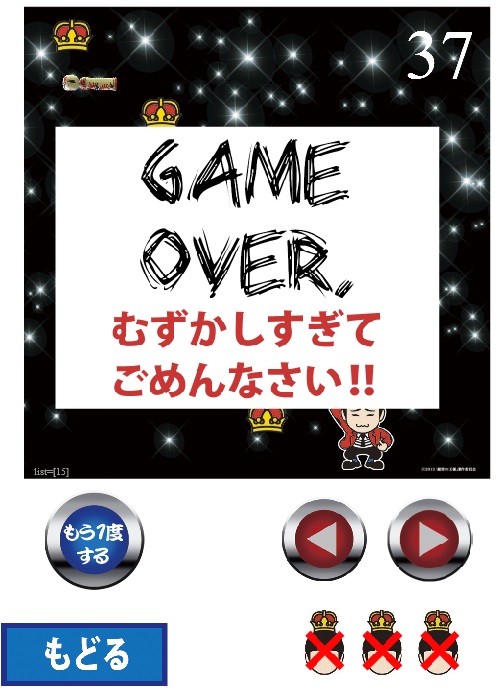 37
GAME
OVER.
むずかしすぎて
ごめんなさい!!
list=[15]
もう1度
する
もどる